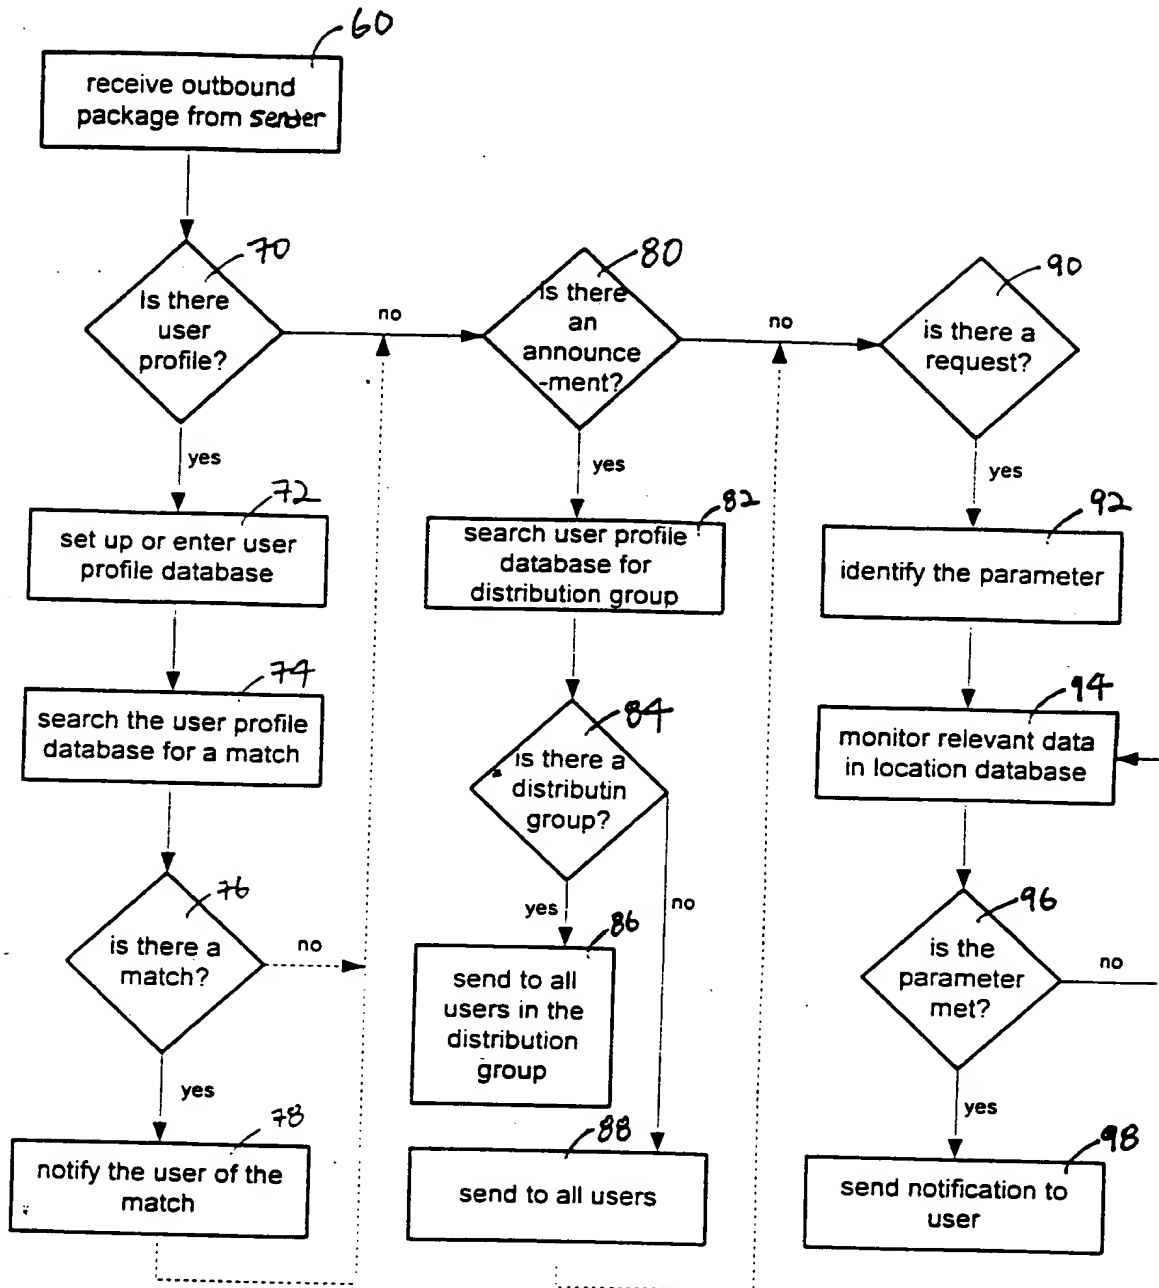 60
receive outbound
package from sender
70
Is there
user
profile?
no
yes
72
set up or enter user
profile database
74
search the user profile
database for a match
76
is there a
match?
no
yes
78
notify the user of the
match
80
is there
an
announce
-ment?
no
yes
82
search user profile
database for
distribution group
84
is there a
distributin
group?
yes
no
86
send to all
users in the
distribution
group
88
send to all users
90
is there a
request?
yes
92
identify the parameter
94
monitor relevant data
in location database
96
is the
parameter
met?
no
yes
98
send notification to
user